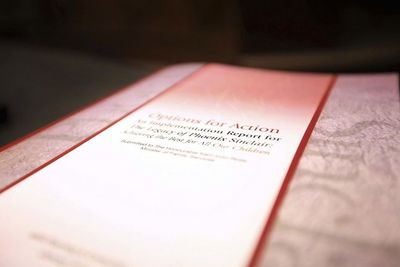 Options for Action
An Implementation Report for
The Legacy of Phoenix Sinclair:
Achieving the Best for All Our Children
Submitted to The Honourable Kerri Irvin-Ross,
Minister of Family Services